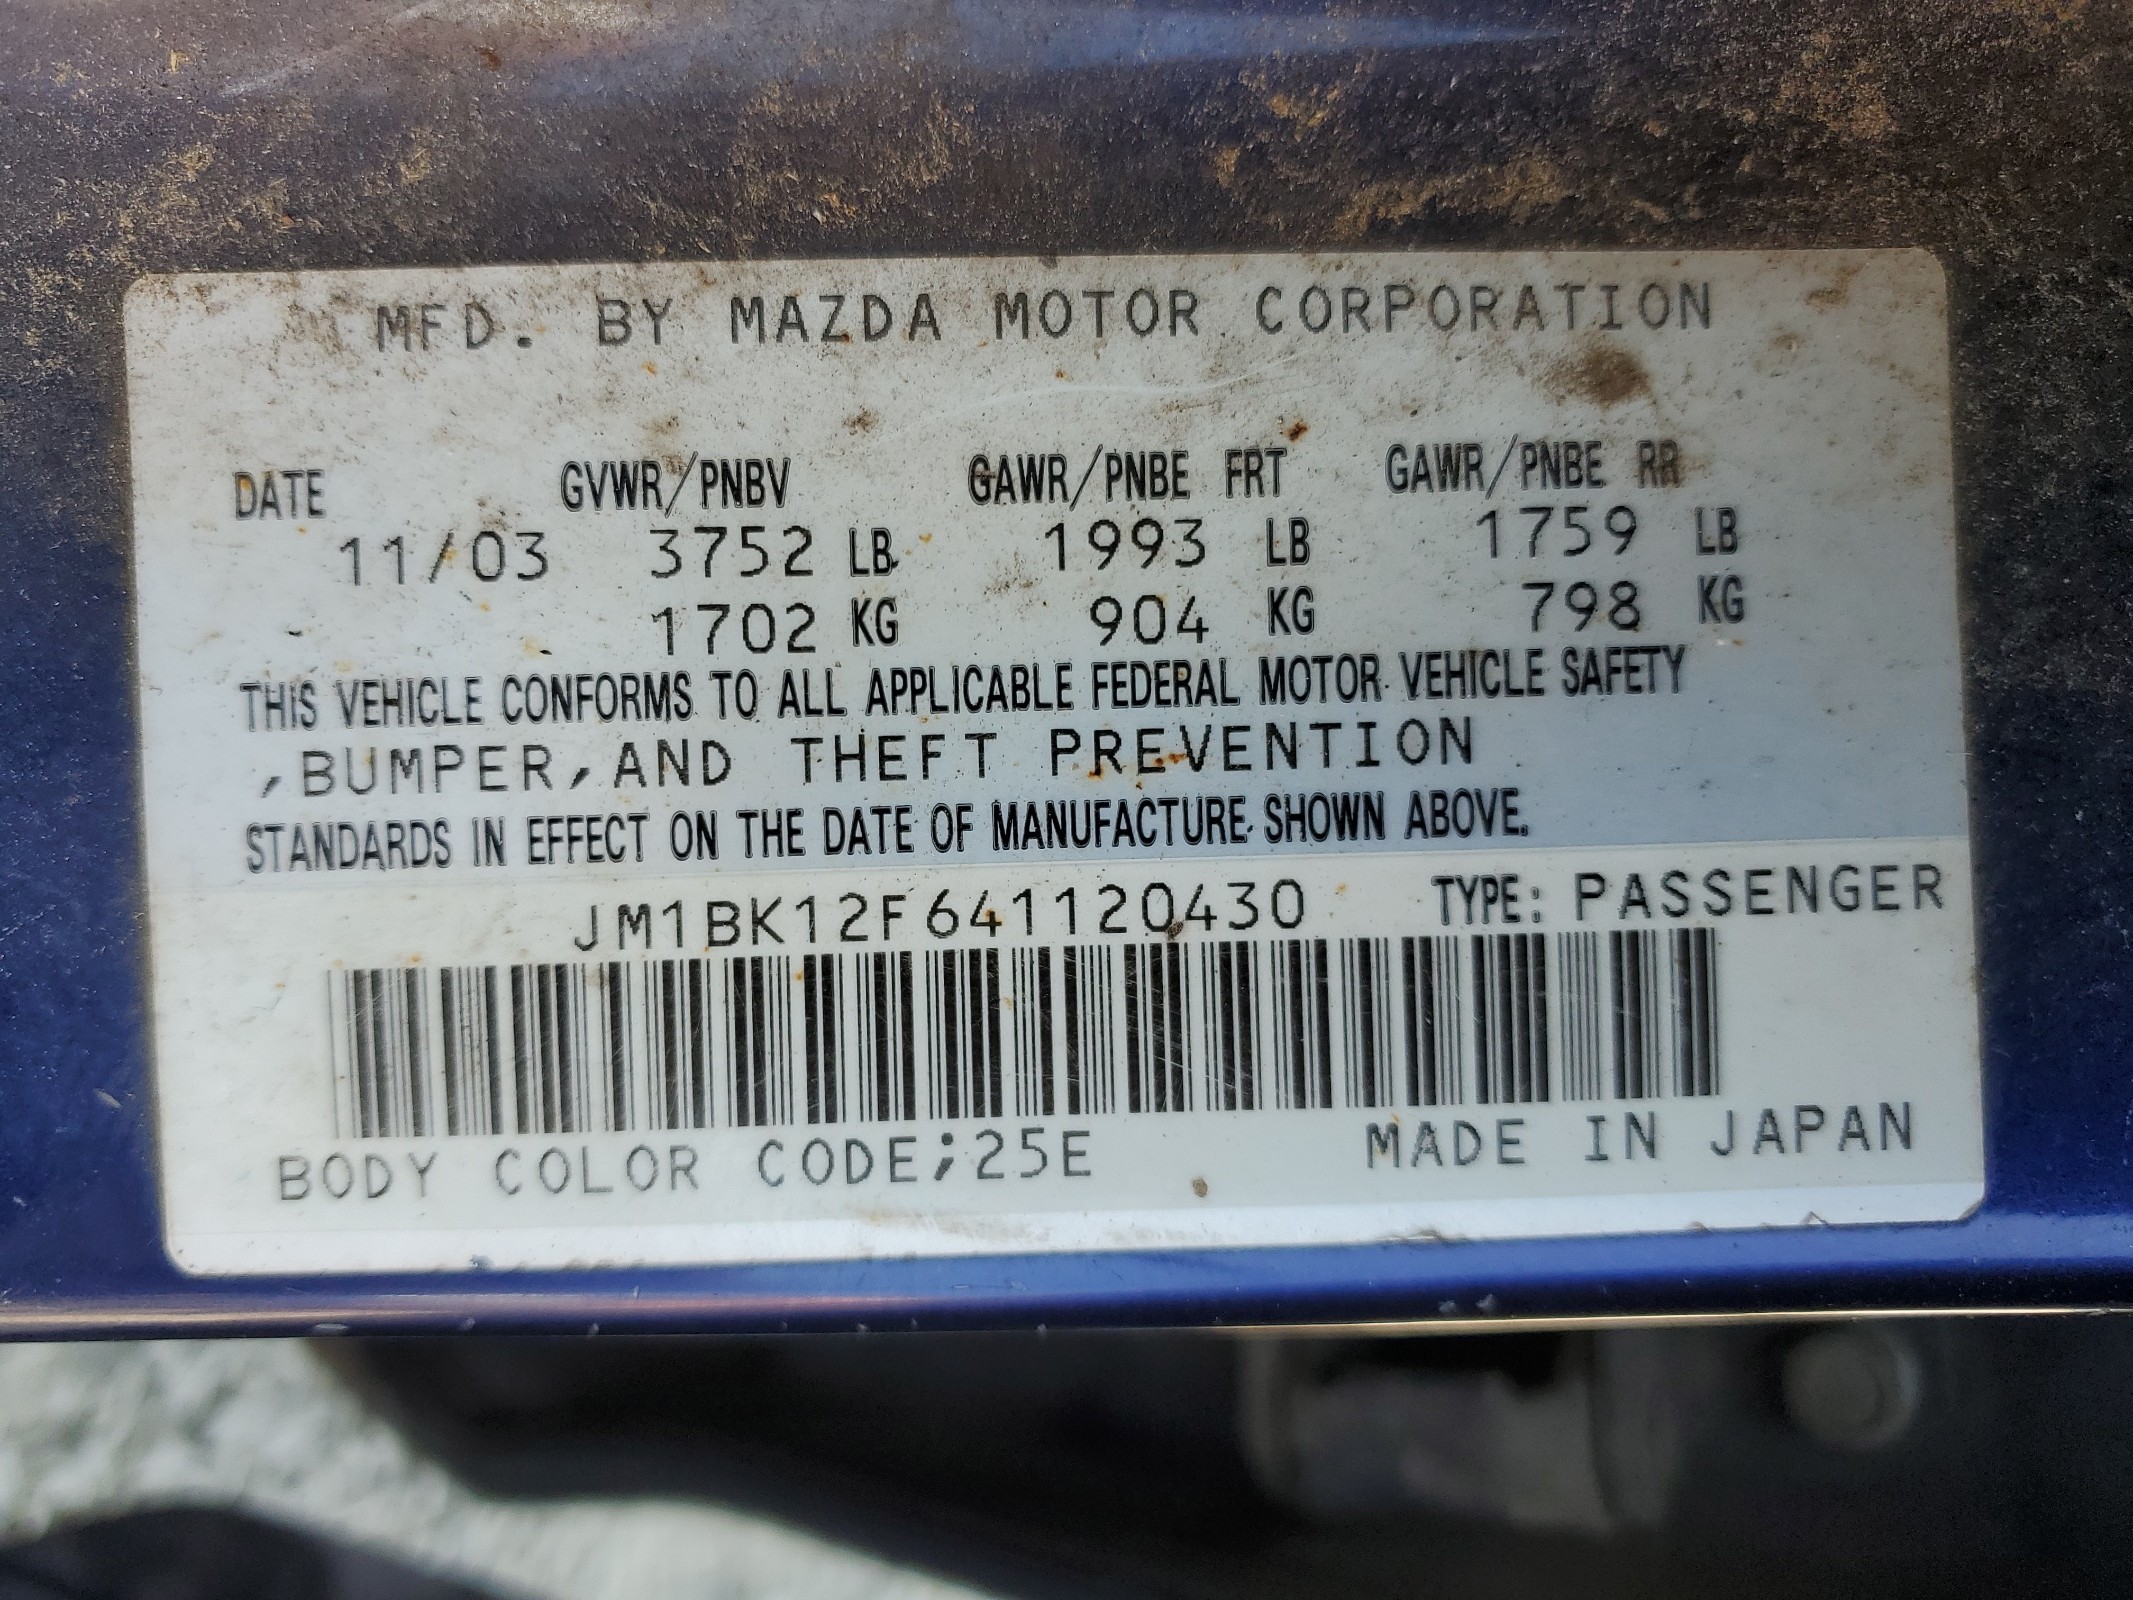 MFD. BY MAZDA MOTOR CORPORATION
DATE GVWR/PNBV GAWR/PNBE FRT GAWR/PNBE RR
11/03 3752 LB 1993 LB 1759 LB
1702 KG 904 KG 798 KG
THIS VEHICLE CONFORMS TO ALL APPLICABLE FEDERAL MOTOR VEHICLE SAFETY
,BUMPER,AND THEFT PREVENTION
STANDARDS IN EFFECT ON THE DATE OF MANUFACTURE SHOWN ABOVE.
JM1BK12F641120430 TYPE: PASSENGER
BODY COLOR CODE;25E MADE IN JAPAN